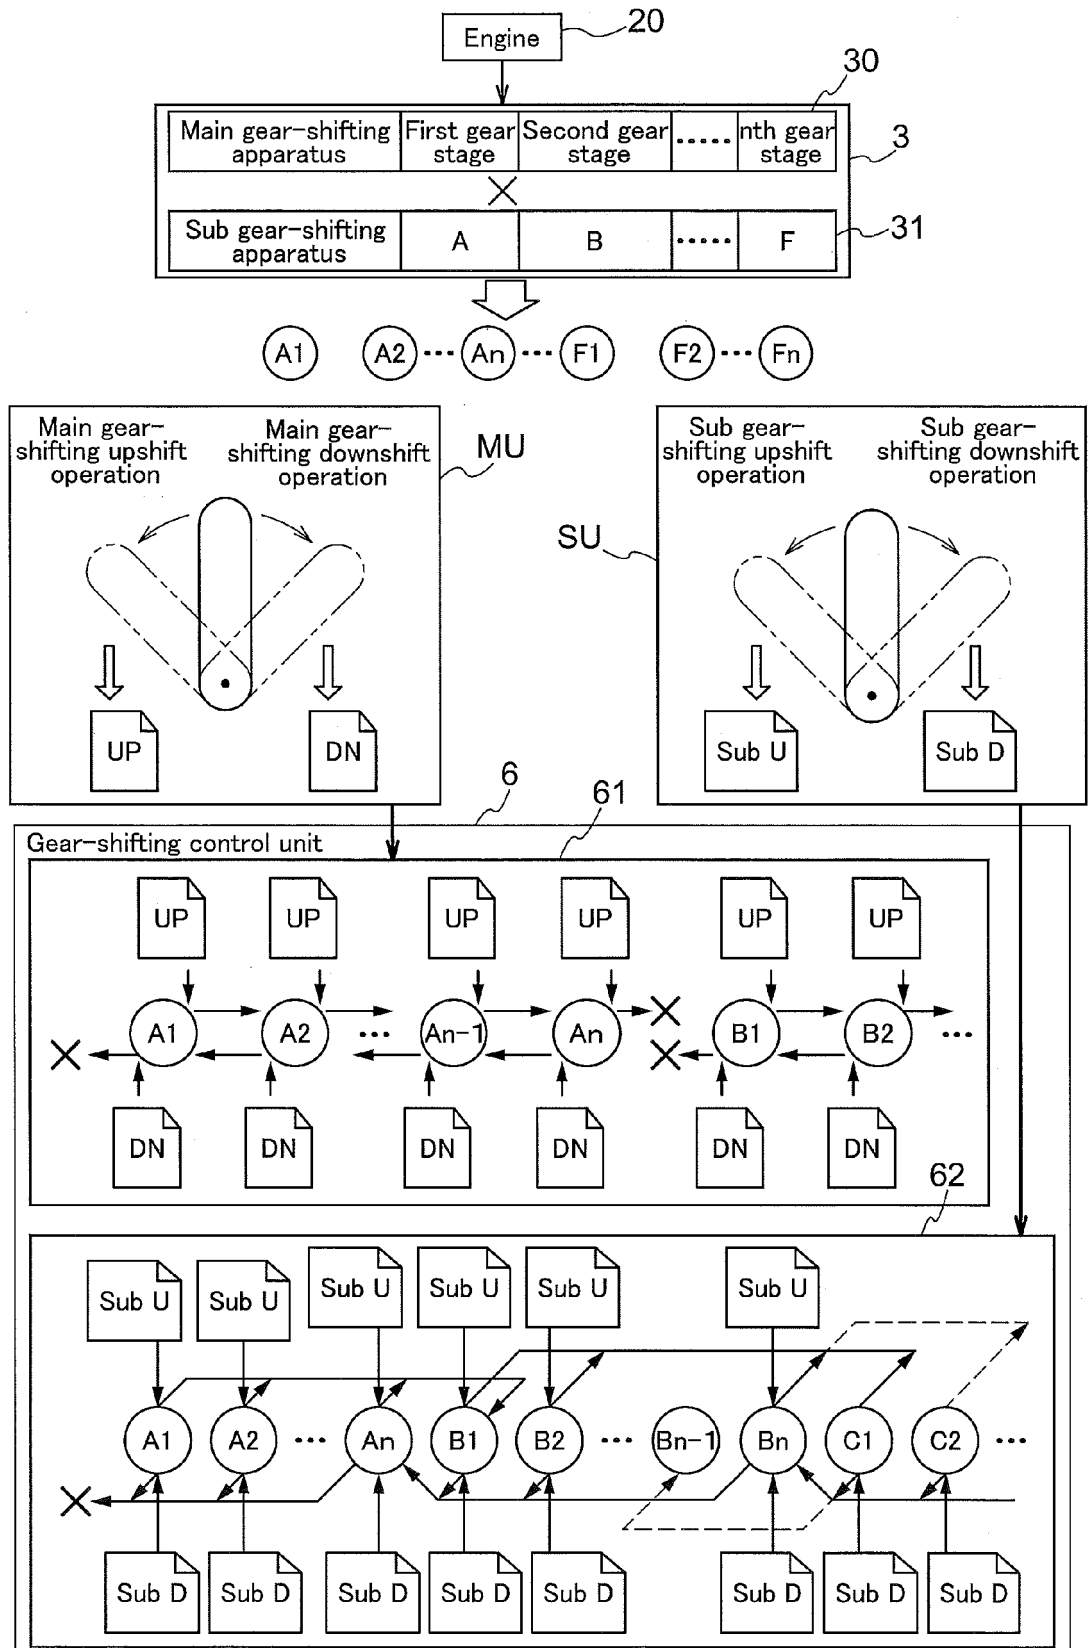 Engine
20
30
3
Main gear-shifting
apparatus
First gear
stage
Second gear
stage
nth gear
stage
Sub gear-shifting
apparatus
A
B
F
31
A1
A2
An
F1
F2
Fn
Main gear-
shifting upshift
operation
Main gear-
shifting downshift
operation
MU
UP
DN
Sub gear-
shifting upshift
operation
Sub gear-
shifting downshift
operation
SU
Sub U
Sub D
6
61
Gear-shifting control unit
UP
UP
UP
UP
UP
UP
A1
A2
An-1
An
B1
B2
DN
DN
DN
DN
DN
DN
62
Sub U
Sub U
Sub U
Sub U
Sub U
Sub U
A1
A2
An
B1
B2
Bn-1
Bn
C1
C2
Sub D
Sub D
Sub D
Sub D
Sub D
Sub D
Sub D
Sub D